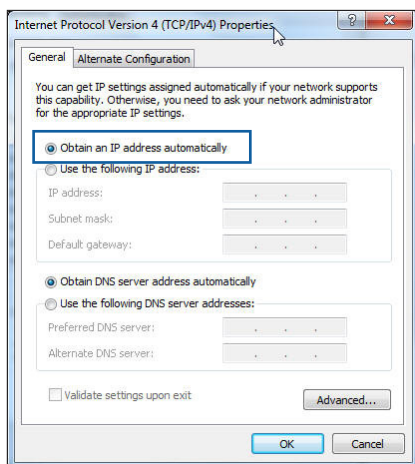 Internet Protocol Version 4 (TCP/IPv4) Properties
General
Alternate Configuration
You can get IP settings assigned automatically if your network supports
this capability. Otherwise, you need to ask your network administrator
for the appropriate IP settings.
Obtain an IP address automatically
Use the following IP address:
IP address:
Subnet mask:
Default gateway:
Obtain DNS server address automatically
Use the following DNS server addresses:
Preferred DNS server:
Alternate DNS server:
Validate settings upon exit
Advanced...
OK
Cancel